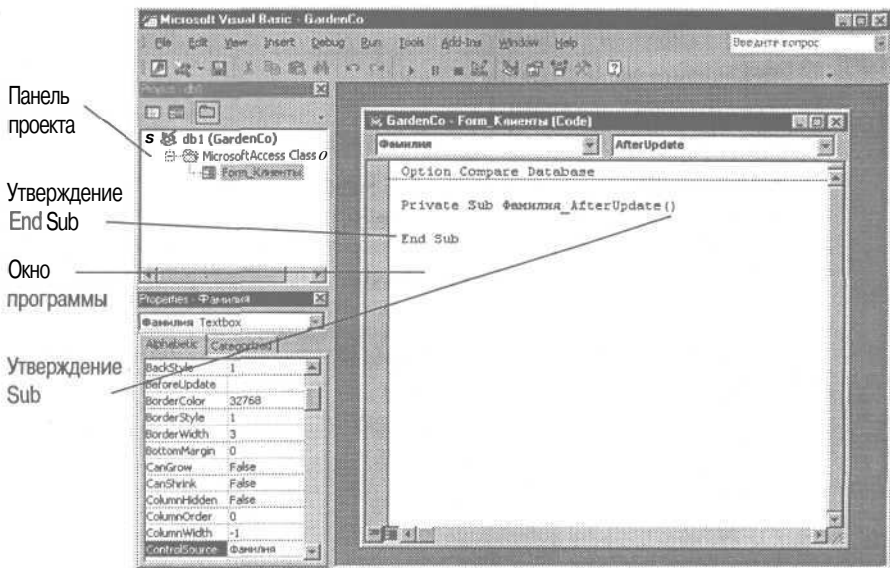 Microsoft Visual Basic - GardenCo
File Edit View Insert Debug Run Tools Add-Ins Window Help
Введите вопрос
Панель
проекта
Утверждение
End Sub
Окно
программы
Утверждение
Sub
Project - db1
db1 (GardenCo)
Microsoft Access Class O
Form_Клиенты
Properties - Фамилия
Фамилия Textbox
Alphabetic Categorized
BackStyle 1
BeforeUpdate
BorderColor 32768
BorderStyle 1
BorderWidth 3
BottomMargin 0
CanGrow False
CanShrink False
ColumnHidden False
ColumnOrder 0
ColumnWidth -1
ControlSource Фамилия
GardenCo - Form_Клиенты (Code)
Фамилия AfterUpdate
Option Compare Database
Private Sub Фамилия_AfterUpdate()
End Sub